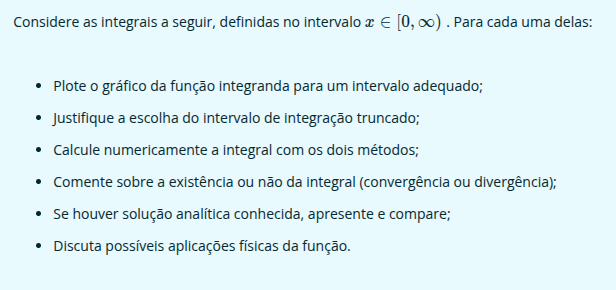 Considere as integrais a seguir, definidas no intervalo x ∈ [0, ∞) . Para cada uma delas:
• Plote o gráfico da função integranda para um intervalo adequado;
• Justifique a escolha do intervalo de integração truncado;
• Calcule numericamente a integral com os dois métodos;
• Comente sobre a existência ou não da integral (convergência ou divergência);
• Se houver solução analítica conhecida, apresente e compare;
• Discuta possíveis aplicações físicas da função.